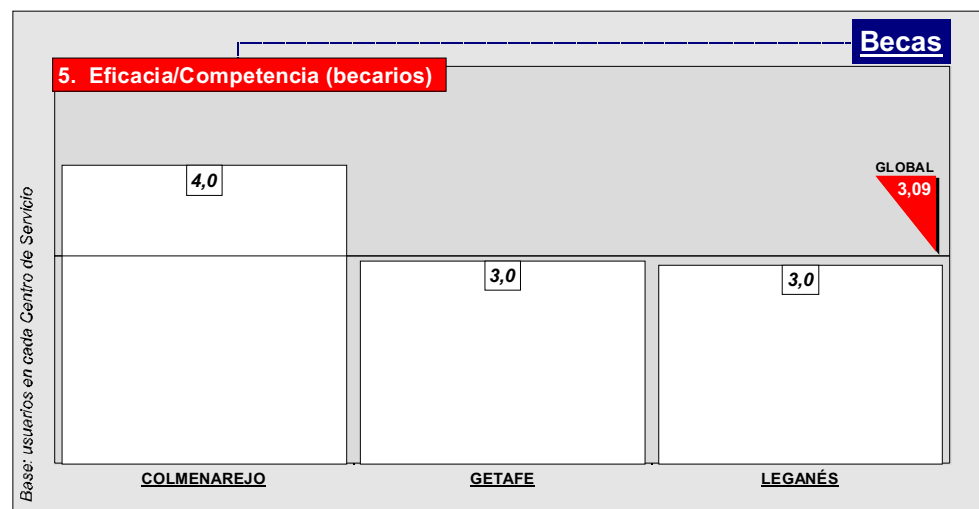 Becas
5. Eficacia/Competencia (becarios)
GLOBAL
3,09
4,0
3,0
3,0
Base: usuarios en cada Centro de Servicio
COLMENAREJO
GETAFE
LEGANÉS